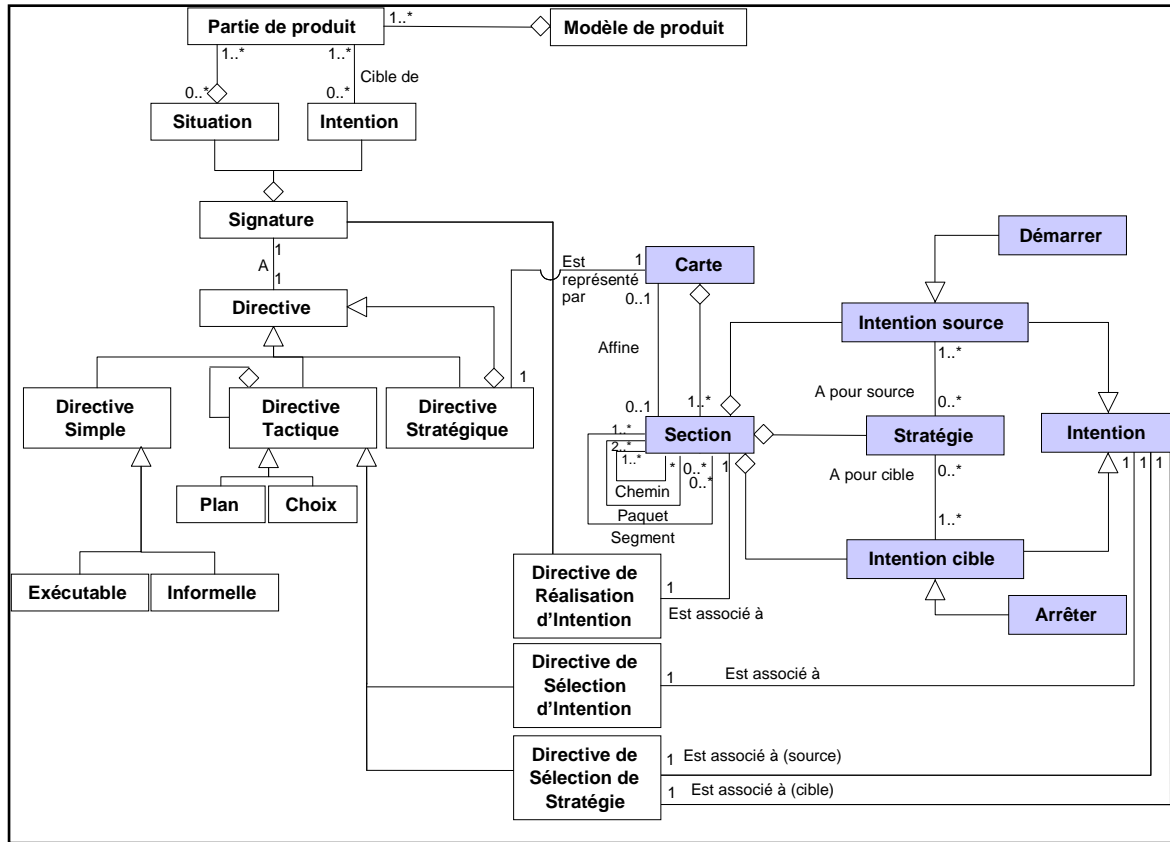 Partie de produit
1..*
Modèle de produit
1..*
1..*
Cible de
0..*
0..*
Situation
Intention
Signature
Démarrer
1
A
1
Est
représenté
par
1
Carte
0..1
Directive
Intention source
1..*
Affine
A pour source
1
0..1
1..*
0..*
Directive
Simple
Directive
Tactique
Directive
Stratégique
1..*
2..*
1..*
Section
*
0..*
0..*
1
Stratégie
Intention
1
1
1
Chemin
Paquet
Segment
A pour cible
0..*
1..*
Plan
Choix
Intention cible
Exécutable
Informelle
Directive de
Réalisation
d’Intention
1
Est associé à
Arrêter
Directive de
Sélection
d’Intention
1
Est associé à
Directive de
Sélection de
Stratégie
1
Est associé à (source)
1
Est associé à (cible)